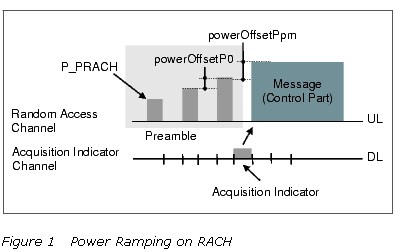 powerOffsetPpm
powerOffsetP0
P_PRACH
Message
(Control Part)
Random Access
Channel
UL
Preamble
Acquisition Indicator
Channel
DL
Acquisition Indicator
Figure 1 Power Ramping on RACH